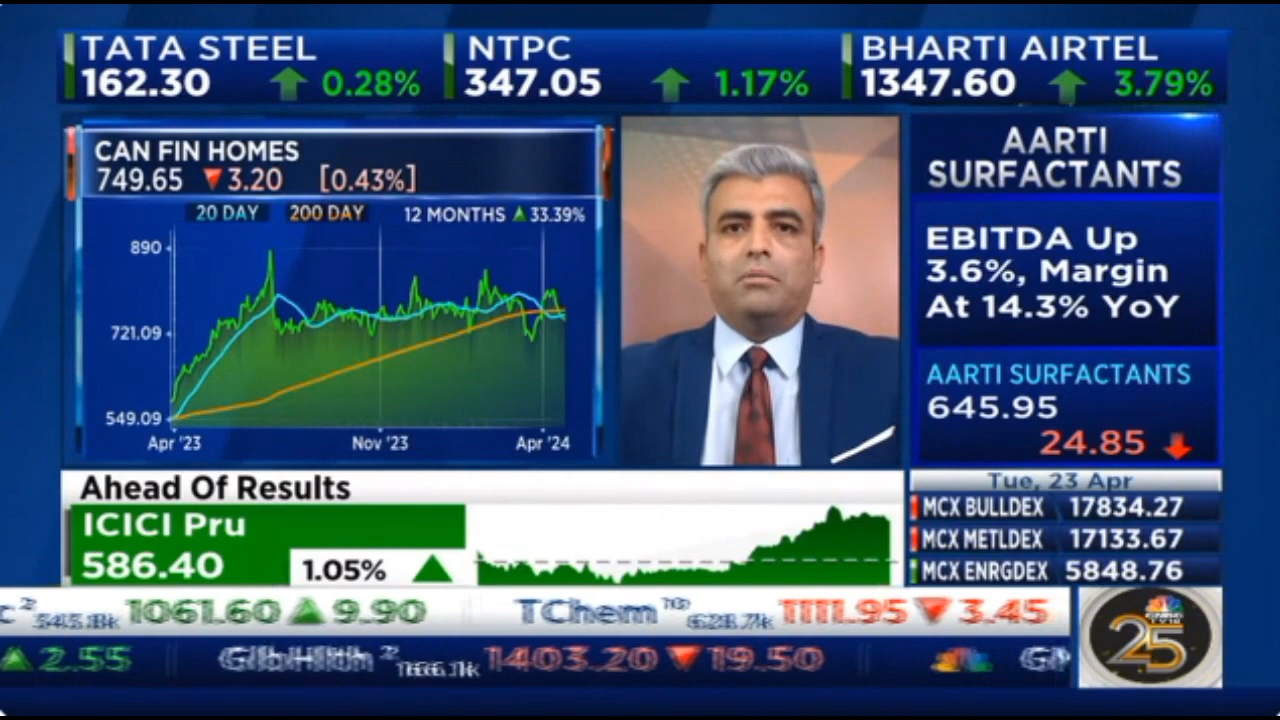 TATA STEEL
162.30 0.28%
NTPC
347.05 1.17%
BHARTI AIRTEL
1347.60 3.79%
CAN FIN HOMES
749.65 ▼3.20 [0.43%]
20 DAY 200 DAY 12 MONTHS ▲ 33.39%
890
721.09
549.09
Apr '23 Nov '23 Apr '24
AARTI
SURFACTANTS
EBITDA Up
3.6%, Margin
At 14.3% YoY
AARTI SURFACTANTS
645.95
24.85
Ahead Of Results
ICICI Pru
586.40 1.05%
Tue, 23 Apr
MCX BULLDEX 17834.27
MCX METLDEX 17133.67
MCX ENRGDEX 5848.76
1061.60 ▲ 9.90 TChem 1111.95 ▼ 3.45
▲ 2.55 GlbHlth 1403.20 ▼ 19.50
25